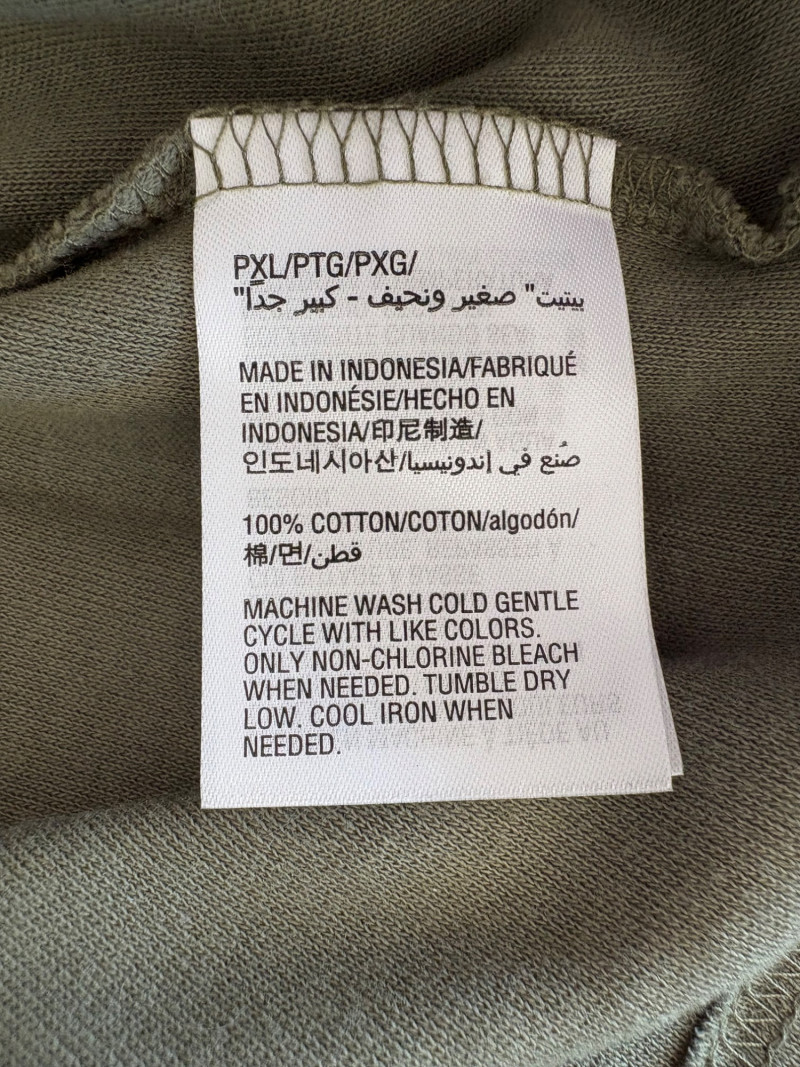 PXL/PTG/PXG/
"بيتيت" صغير ونحيف - كبير جداً
MADE IN INDONESIA/FABRIQUÉ
EN INDONÉSIE/HECHO EN
INDONESIA/印尼制造/
인도네시아산/صُنع في إندونيسيا
100% COTTON/COTON/algodón/
棉/면/قطن
MACHINE WASH COLD GENTLE
CYCLE WITH LIKE COLORS.
ONLY NON-CHLORINE BLEACH
WHEN NEEDED. TUMBLE DRY
LOW. COOL IRON WHEN
NEEDED.